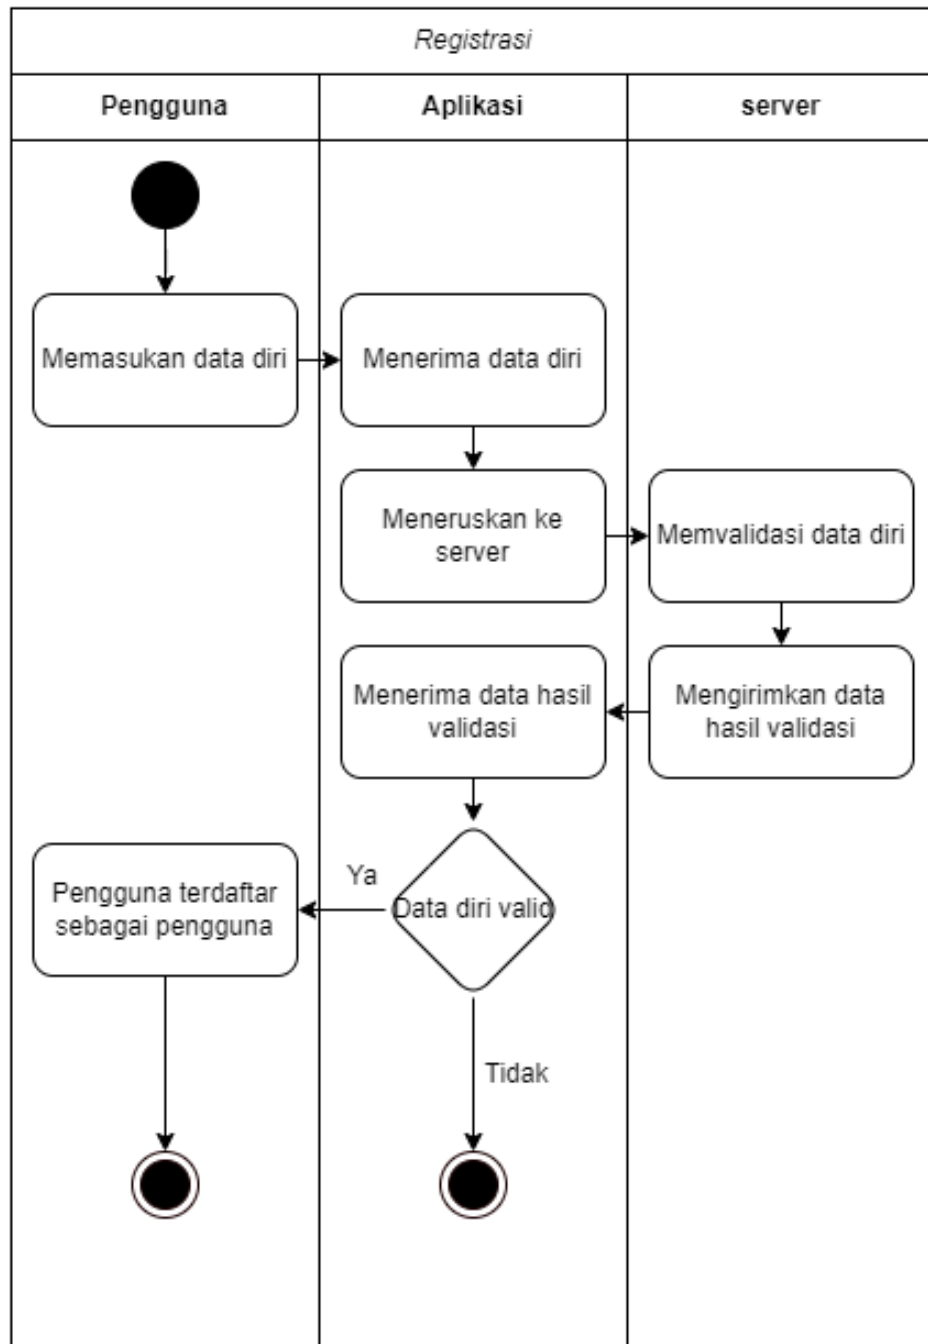 Registrasi
Pengguna
Aplikasi
server
Memasukan data diri
Menerima data diri
Meneruskan ke
server
Memvalidasi data diri
Menerima data hasil
validasi
Mengirimkan data
hasil validasi
Pengguna terdaftar
sebagai pengguna
Ya
Data diri valid
Tidak